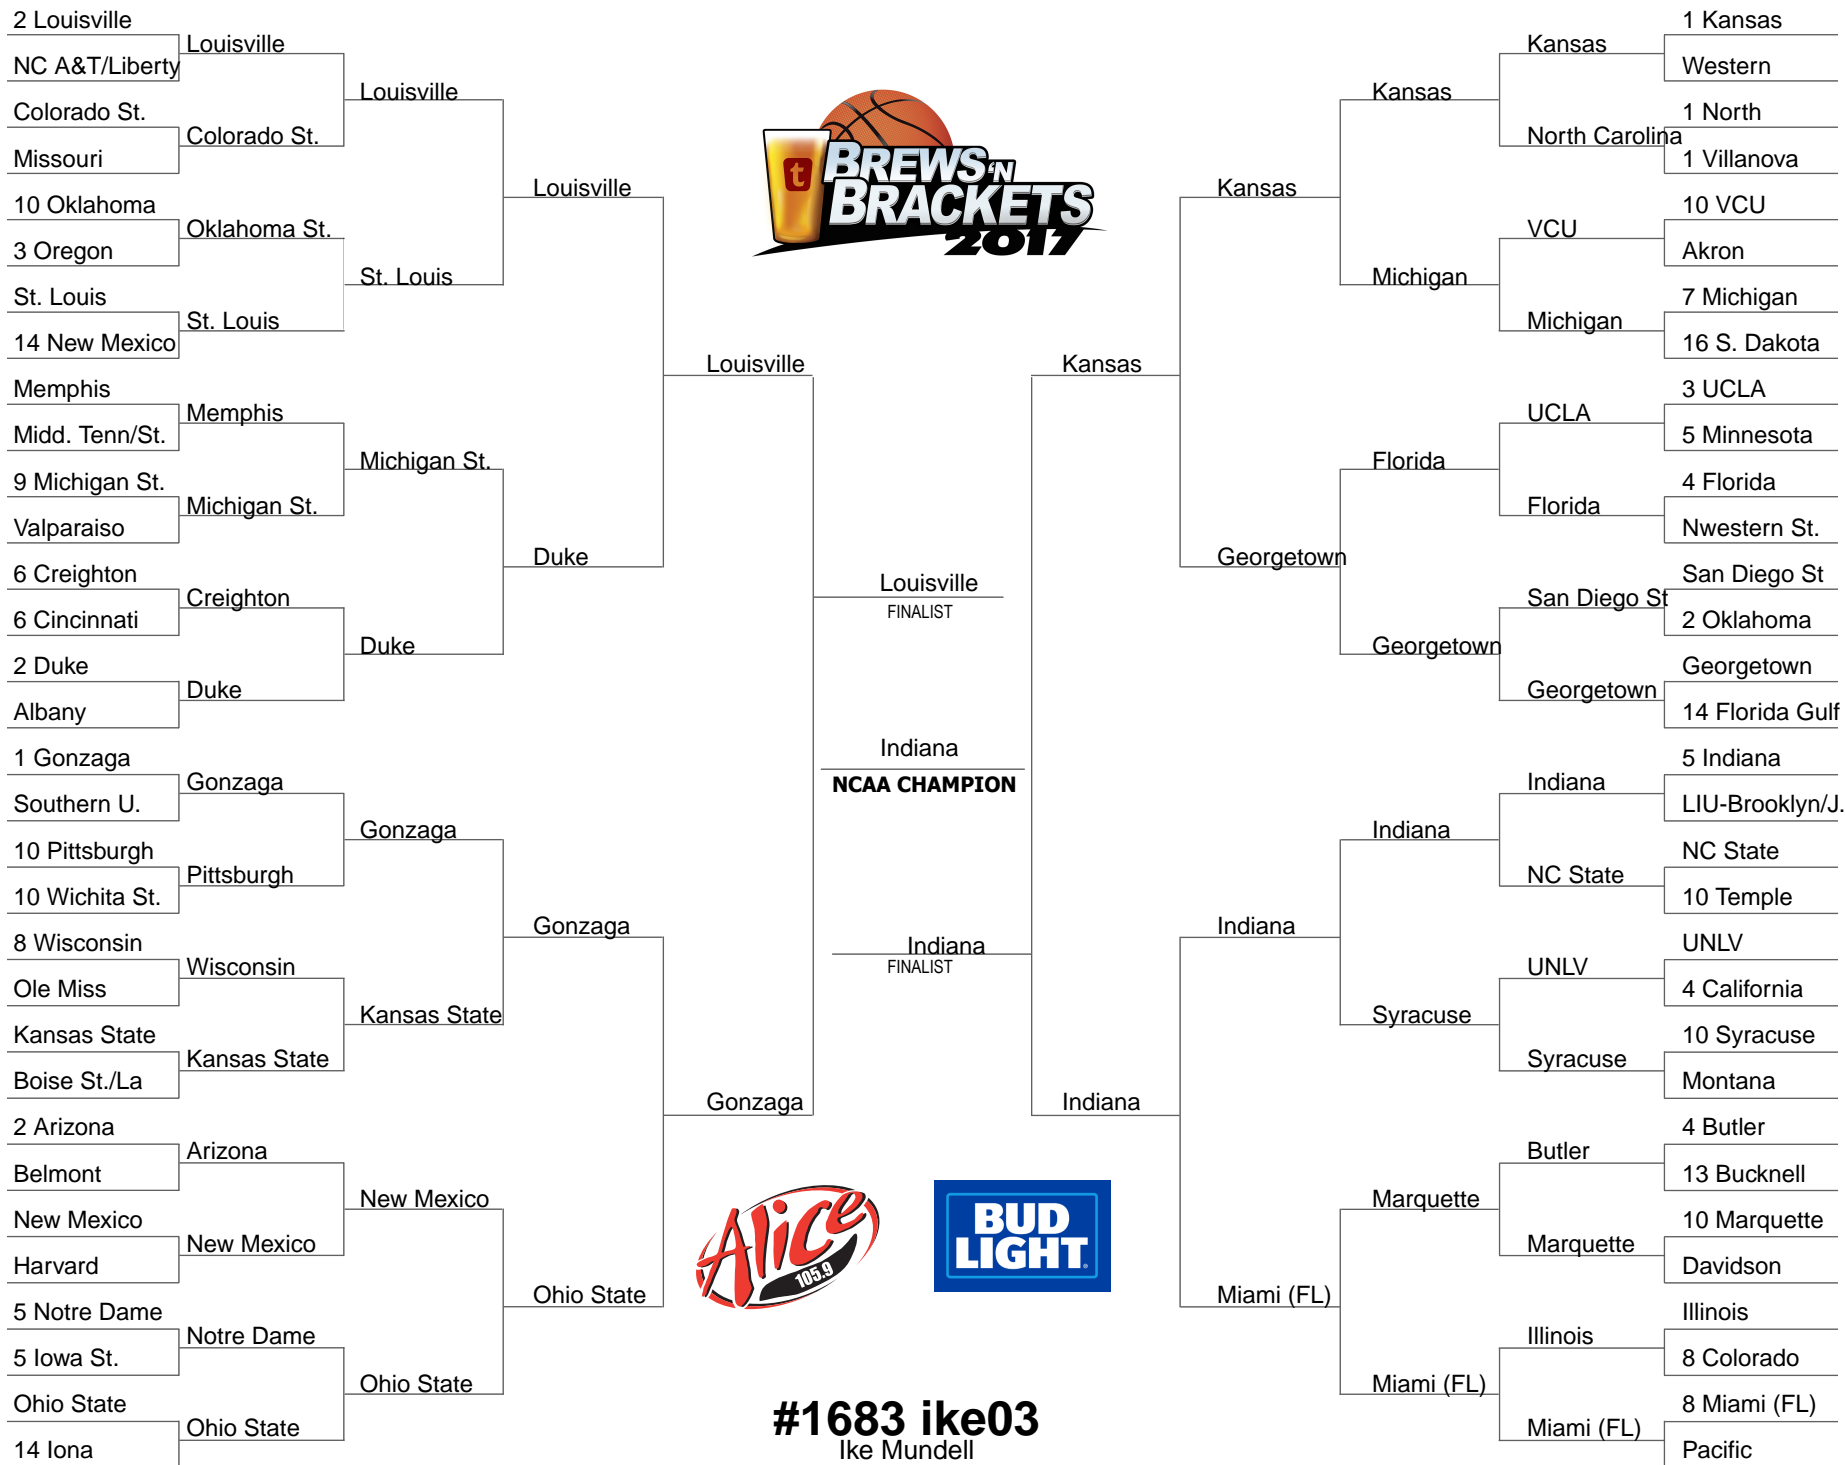 2 Louisville
NC A&T/Liberty
Colorado St.
Missouri
10 Oklahoma
3 Oregon
St. Louis
14 New Mexico
Memphis
Midd. Tenn/St.
9 Michigan St.
Valparaiso
6 Creighton
6 Cincinnati
2 Duke
Albany
1 Gonzaga
Southern U.
10 Pittsburgh
10 Wichita St.
8 Wisconsin
Ole Miss
Kansas State
Boise St./La
2 Arizona
Belmont
New Mexico
Harvard
5 Notre Dame
5 Iowa St.
Ohio State
14 Iona
Louisville
Colorado St.
Oklahoma St.
St. Louis
Memphis
Michigan St.
Creighton
Duke
Gonzaga
Pittsburgh
Wisconsin
Kansas State
Arizona
New Mexico
Notre Dame
Ohio State
Louisville
St. Louis
Michigan St.
Duke
Gonzaga
Kansas State
New Mexico
Ohio State
Louisville
Duke
Gonzaga
Ohio State
Louisville
Gonzaga
t
BREWS 'N
BRACKETS
2017
Louisville
FINALIST
Indiana
NCAA CHAMPION
Indiana
FINALIST
Alice
105.9
BUD
LIGHT
#1683 ike03
Ike Mundell
Kansas
Indiana
Kansas
Georgetown
Indiana
Miami (FL)
Kansas
Michigan
Florida
Georgetown
Indiana
Syracuse
Marquette
Miami (FL)
Kansas
North Carolina
VCU
Michigan
UCLA
Florida
San Diego St
Georgetown
Indiana
NC State
UNLV
Syracuse
Butler
Marquette
Illinois
Miami (FL)
1 Kansas
Western
1 North
1 Villanova
10 VCU
Akron
7 Michigan
16 S. Dakota
3 UCLA
5 Minnesota
4 Florida
Nwestern St.
San Diego St
2 Oklahoma
Georgetown
14 Florida Gulf
5 Indiana
LIU-Brooklyn/J.
NC State
10 Temple
UNLV
4 California
10 Syracuse
Montana
4 Butler
13 Bucknell
10 Marquette
Davidson
Illinois
8 Colorado
8 Miami (FL)
Pacific